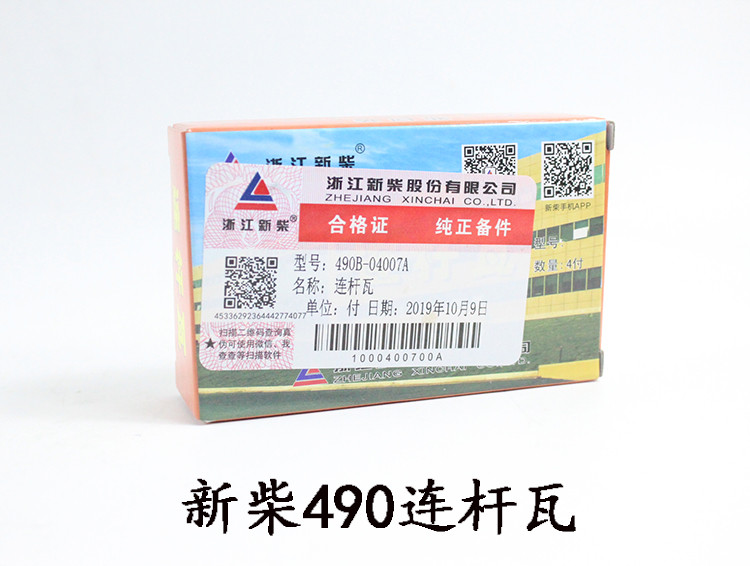 浙江新柴®
新柴手机APP
浙江新柴股份有限公司
ZHEJIANG XINCHAI CO.,LTD.
浙江新柴®
合格证 纯正备件
型号:
数量:4付
型号:490B-04007A
名称:连杆瓦
单位:付 日期:2019年10月9日
45336292364442774077
扫描二维码查询真
★伪可使用微信、我
查查等扫描软件
1000400700A
ZHEJIANG XINCHAI
新柴490连杆瓦